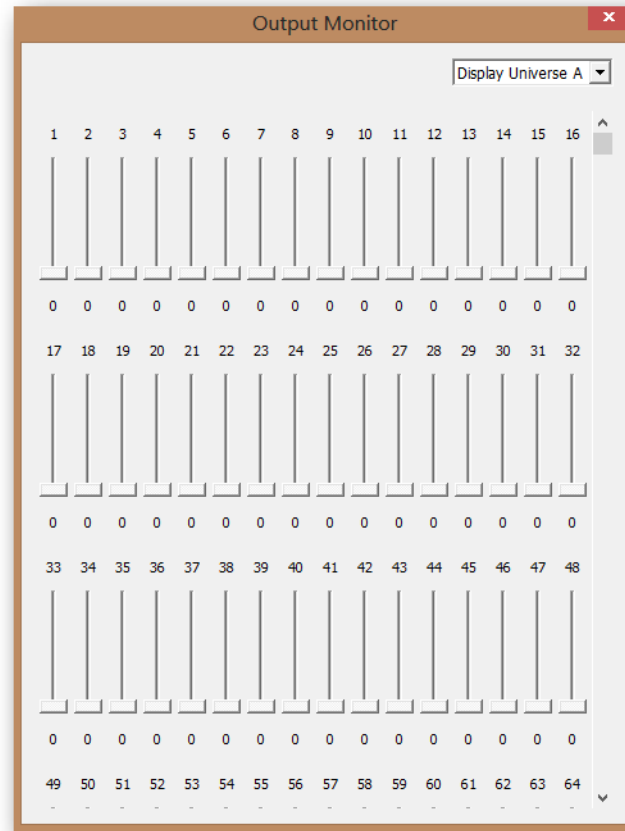 Output Monitor
Display Universe A
1 2 3 4 5 6 7 8 9 10 11 12 13 14 15 16
0 0 0 0 0 0 0 0 0 0 0 0 0 0 0 0
17 18 19 20 21 22 23 24 25 26 27 28 29 30 31 32
0 0 0 0 0 0 0 0 0 0 0 0 0 0 0 0
33 34 35 36 37 38 39 40 41 42 43 44 45 46 47 48
0 0 0 0 0 0 0 0 0 0 0 0 0 0 0 0
49 50 51 52 53 54 55 56 57 58 59 60 61 62 63 64